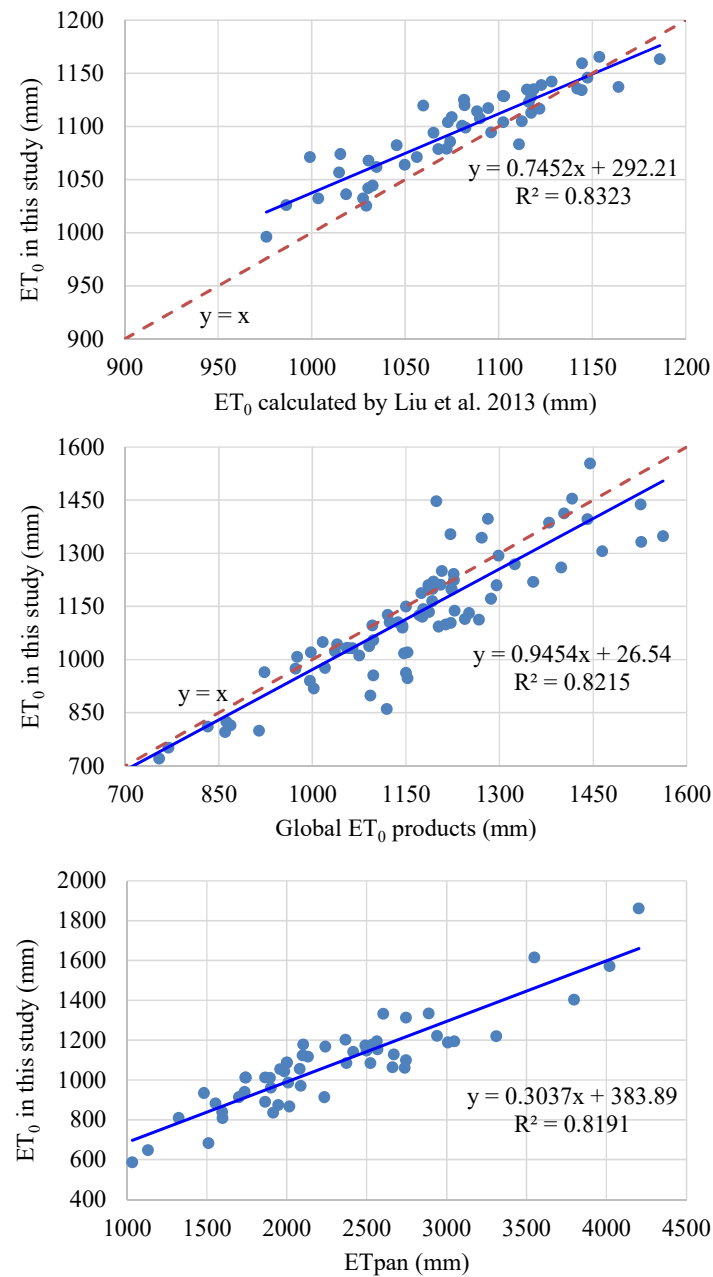 1200
1150
1100
1050
1000
950
900
ET₀ in this study (mm)
y = 0.7452x + 292.21
R² = 0.8323
y = x
900 950 1000 1050 1100 1150 1200
ET₀ calculated by Liu et al. 2013 (mm)
1600
1450
1300
1150
1000
850
700
ET₀ in this study (mm)
y = 0.9454x + 26.54
R² = 0.8215
y = x
700 850 1000 1150 1300 1450 1600
Global ET₀ products (mm)
2000
1800
1600
1400
1200
1000
800
600
400
ET₀ in this study (mm)
y = 0.3037x + 383.89
R² = 0.8191
1000 1500 2000 2500 3000 3500 4000 4500
ETpan (mm)